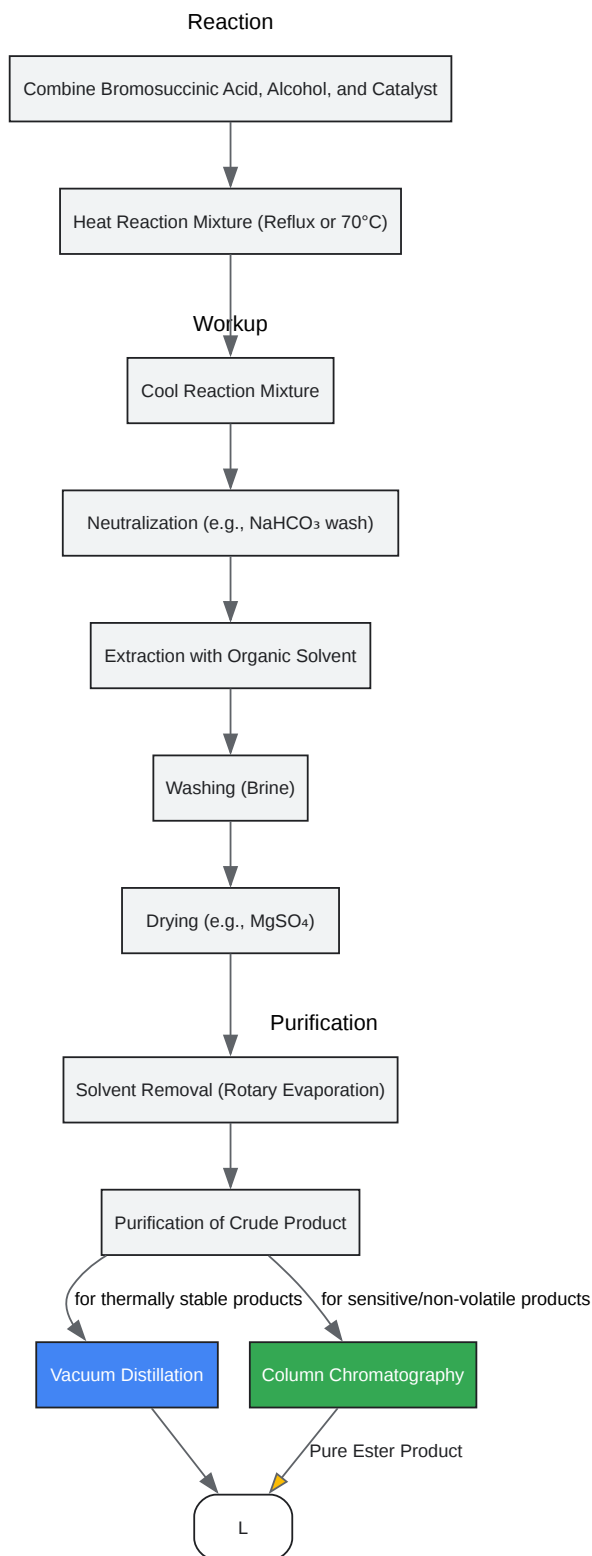 Reaction
Combine Bromosuccinic Acid, Alcohol, and Catalyst
Heat Reaction Mixture (Reflux or 70°C)
Workup
Cool Reaction Mixture
Neutralization (e.g., NaHCO₃ wash)
Extraction with Organic Solvent
Washing (Brine)
Drying (e.g., MgSO₄)
Purification
Solvent Removal (Rotary Evaporation)
Purification of Crude Product
for thermally stable products
for sensitive/non-volatile products
Vacuum Distillation
Column Chromatography
Pure Ester Product
L